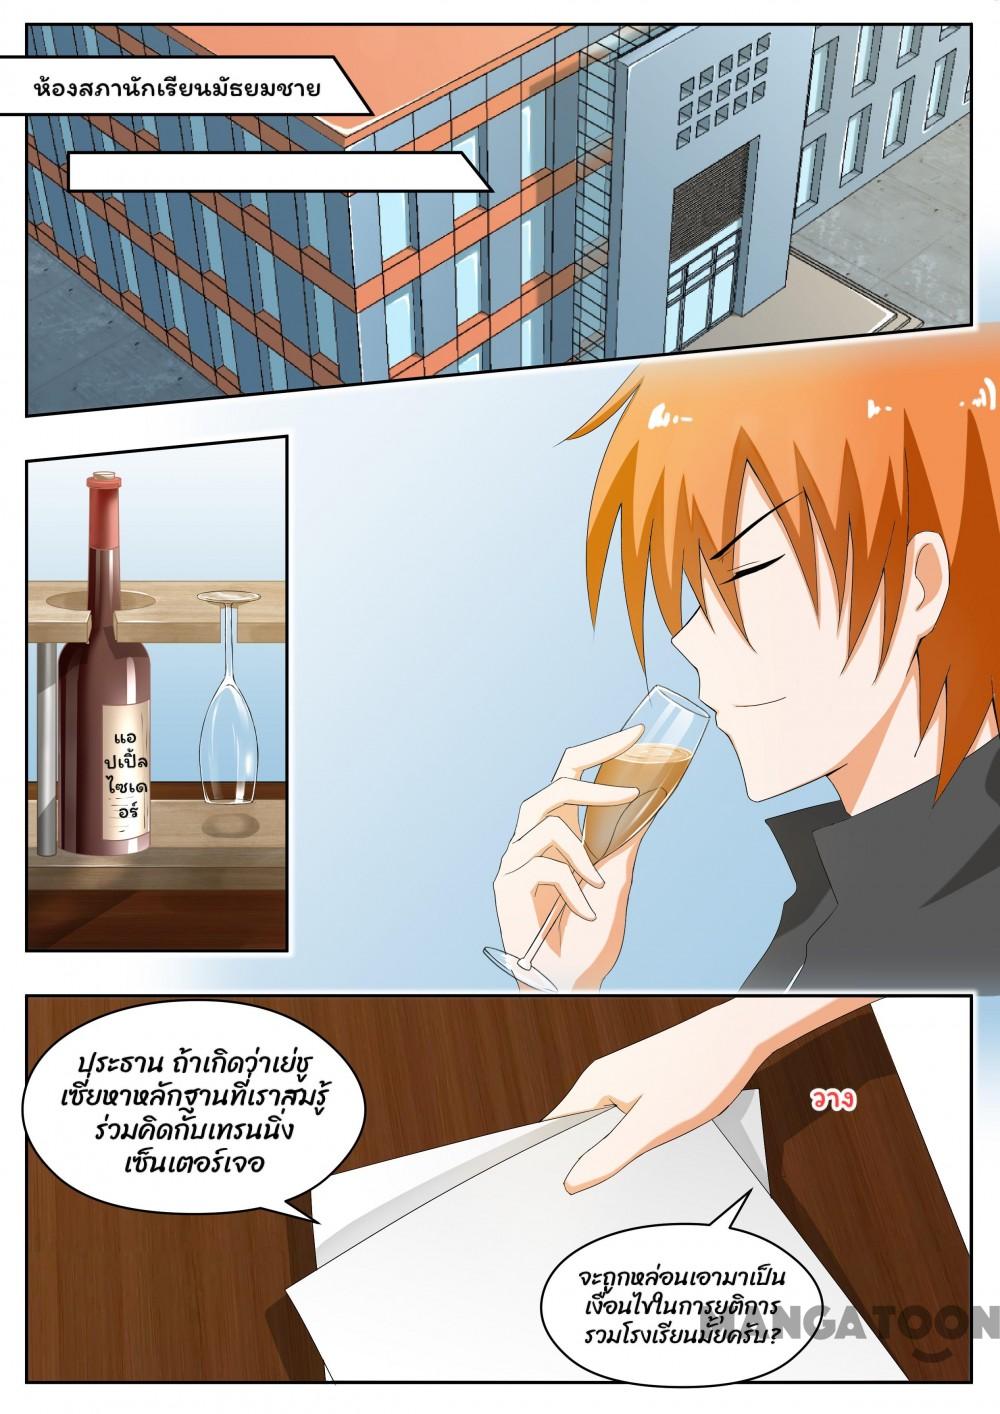 ห้องสภานักเรียนมัธยมชาย
แอ
ปเปิ้ล
ไซเด
อร์
ประธาน ถ้าเกิดว่าเย่ชู
เซี่ยหาหลักฐานที่เราสมรู้
ร่วมคิดกับเทรนนิ่ง
เซ็นเตอร์เจอ
วาง
จะถูกหล่อนเอามาเป็น
เงื่อนไขในการยุติการ
รวมโรงเรียนมั้ยครับ?
MANGATOON